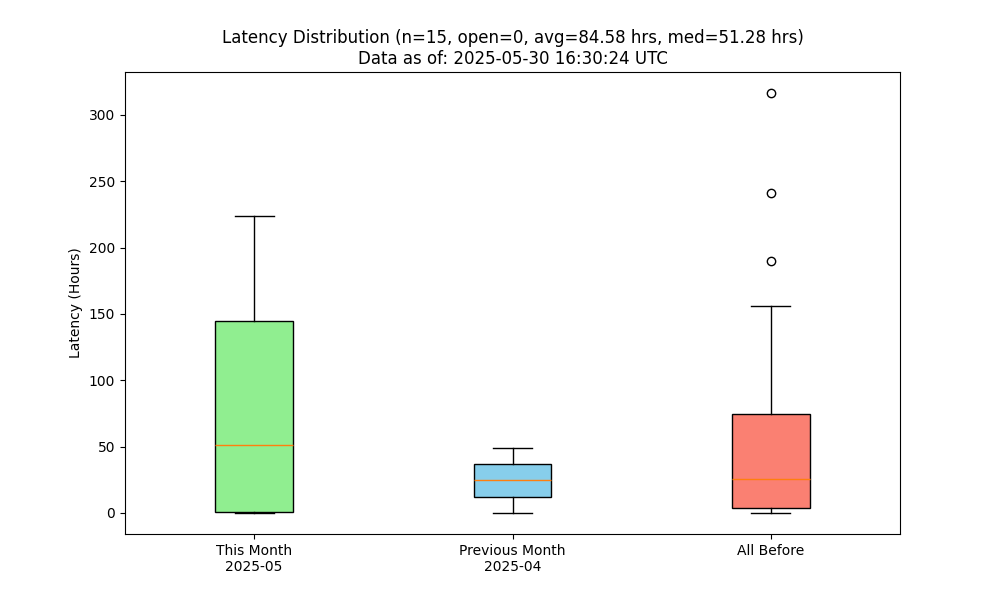 Latency Distribution (n=15, open=0, avg=84.58 hrs, med=51.28 hrs)
Data as of: 2025-05-30 16:30:24 UTC
300
250
200
150
100
50
0
Latency (Hours)
This Month
2025-05
Previous Month
2025-04
All Before